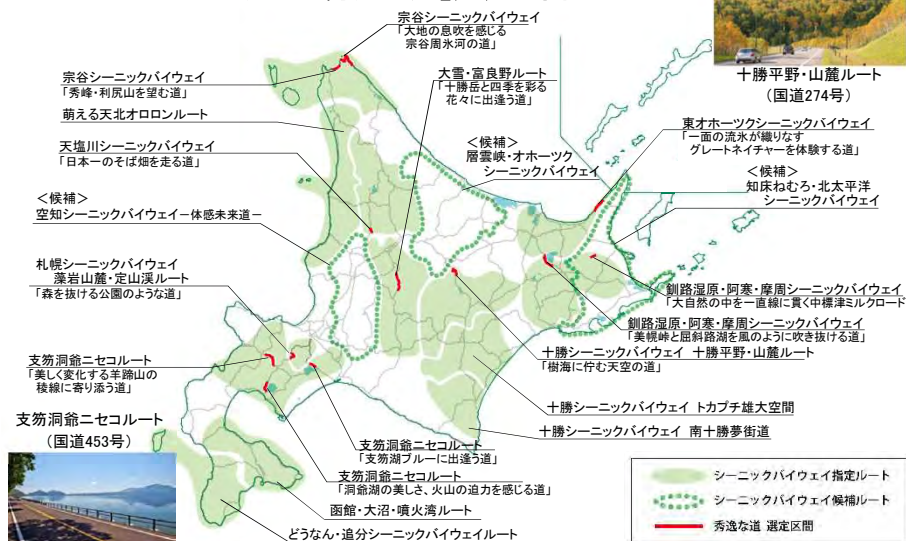 宗谷シーニックバイウェイ
「大地の息吹を感じる
宗谷周氷河の道」
宗谷シーニックバイウェイ
「秀峰・利尻山を望む道」
萌える天北オロロンルート
天塩川シーニックバイウェイ
「日本一のそば畑を走る道」
＜候補＞
空知シーニックバイウェイ－体感未来道－
札幌シーニックバイウェイ
藻岩山麓・定山渓ルート
「森を抜ける公園のような道」
支笏洞爺ニセコルート
「美しく変化する羊蹄山の
稜線に寄り添う道」
支笏洞爺ニセコルート
（国道453号）
大雪・富良野ルート
「十勝岳と四季を彩る
花々に出逢う道」
＜候補＞
層雲峡・オホーツク
シーニックバイウェイ
十勝平野・山麓ルート
（国道274号）
東オホーツクシーニックバイウェイ
「一面の流氷が織りなす
グレートネイチャーを体験する道」
＜候補＞
知床ねむろ・北太平洋
シーニックバイウェイ
釧路湿原・阿寒・摩周シーニックバイウェイ
「大自然の中を一直線に貫く中標津ミルクロード
釧路湿原・阿寒・摩周シーニックバイウェイ
「美幌峠と屈斜路湖を風のように吹き抜ける道」
十勝シーニックバイウェイ 十勝平野・山麓ルート
「樹海に佇む天空の道」
十勝シーニックバイウェイ トカプチ雄大空間
十勝シーニックバイウェイ 南十勝夢街道
支笏洞爺ニセコルート
「支笏湖ブルーに出逢う道」
支笏洞爺ニセコルート
「洞爺湖の美しさ、火山の迫力を感じる道」
函館・大沼・噴火湾ルート
どうなん・追分シーニックバイウェイルート
シーニックバイウェイ指定ルート
シーニックバイウェイ候補ルート
秀逸な道 選定区間